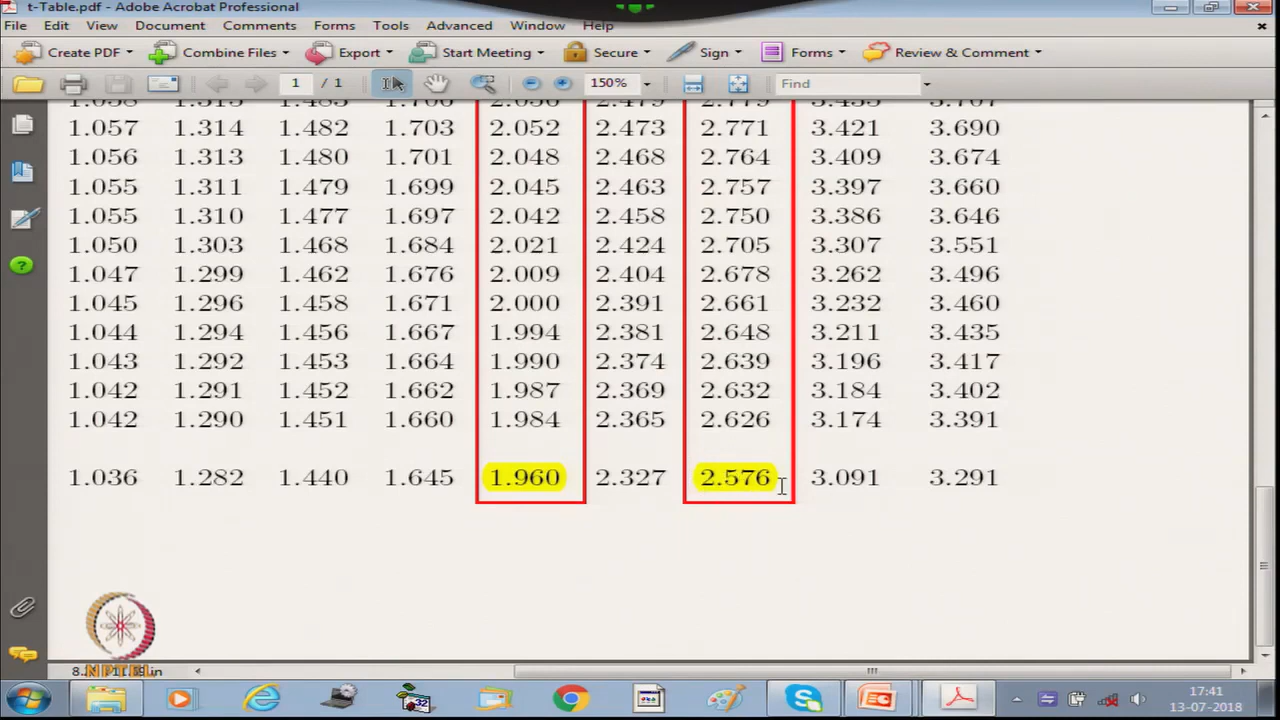 t-Table.pdf - Adobe Acrobat Professional
File Edit View Document Comments Forms Tools Advanced Window Help
Create PDF Combine Files Export Start Meeting Secure Sign Forms Review & Comment
1 / 1 150% Find
1.057 1.314 1.482 1.703 2.052 2.473 2.771 3.421 3.690
1.056 1.313 1.480 1.701 2.048 2.468 2.764 3.409 3.674
1.055 1.311 1.479 1.699 2.045 2.463 2.757 3.397 3.660
1.055 1.310 1.477 1.697 2.042 2.458 2.750 3.386 3.646
1.050 1.303 1.468 1.684 2.021 2.424 2.705 3.307 3.551
1.047 1.299 1.462 1.676 2.009 2.404 2.678 3.262 3.496
1.045 1.296 1.458 1.671 2.000 2.391 2.661 3.232 3.460
1.044 1.294 1.456 1.667 1.994 2.381 2.648 3.211 3.435
1.043 1.292 1.453 1.664 1.990 2.374 2.639 3.196 3.417
1.042 1.291 1.452 1.662 1.987 2.369 2.632 3.184 3.402
1.042 1.290 1.451 1.660 1.984 2.365 2.626 3.174 3.391
1.036 1.282 1.440 1.645 1.960 2.327 2.576 3.091 3.291
NPTEL
32
17:41
13-07-2018